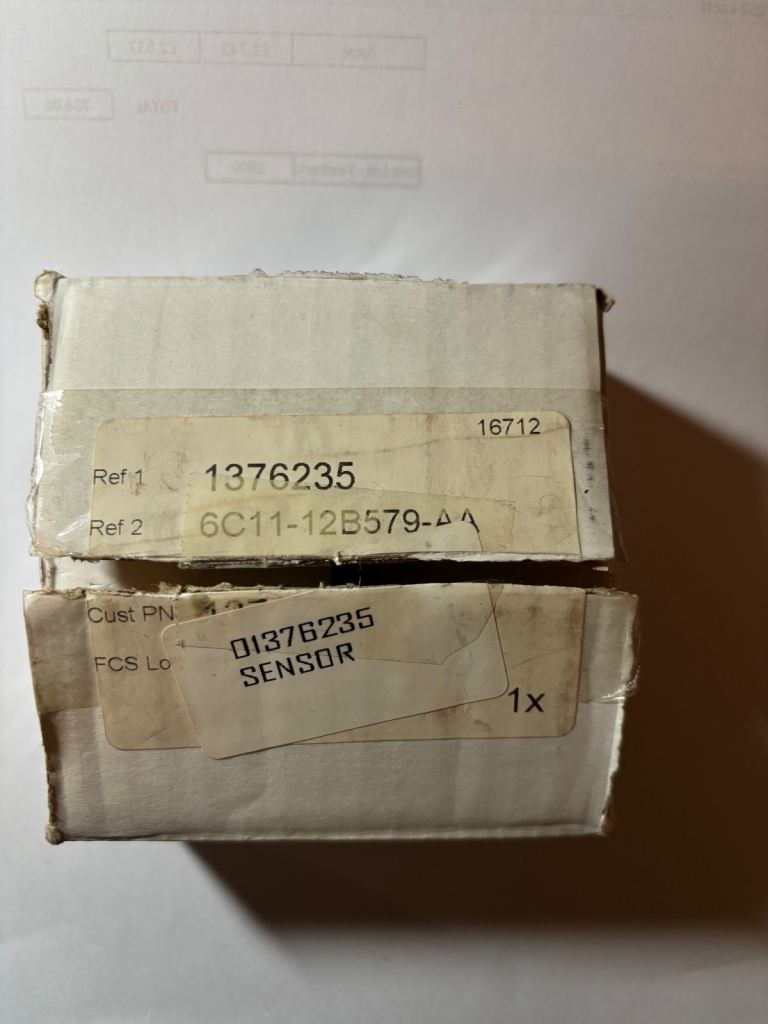 16712
Ref 1 1376235
Ref 2 6C11-12B579-AA
Cust PN
FCS Lo
01376235
SENSOR
1x